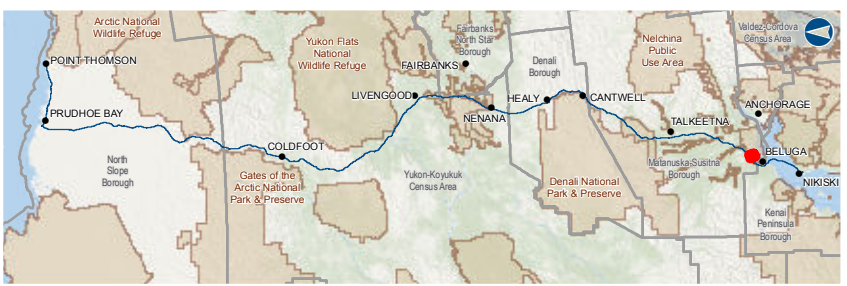 Arctic National
Wildlife Refuge
POINT THOMSON
PRUDHOE BAY
North
Slope
Borough
COLDFOOT
Gates of the
Arctic National
Park & Preserve
Yukon Flats
National
Wildlife Refuge
LIVENGOOD
FAIRBANKS
Fairbanks
North Star
Borough
NENANA
Yukon-Koyukuk
Census Area
Denali
Borough
HEALY
CANTWELL
Denali National
Park & Preserve
Nelchina
Public
Use Area
TALKEETNA
Matanuska-Susitna
Borough
Valdez-Cordova
Census Area
ANCHORAGE
BELUGA
NIKISKI
Kenai
Peninsula
Borough